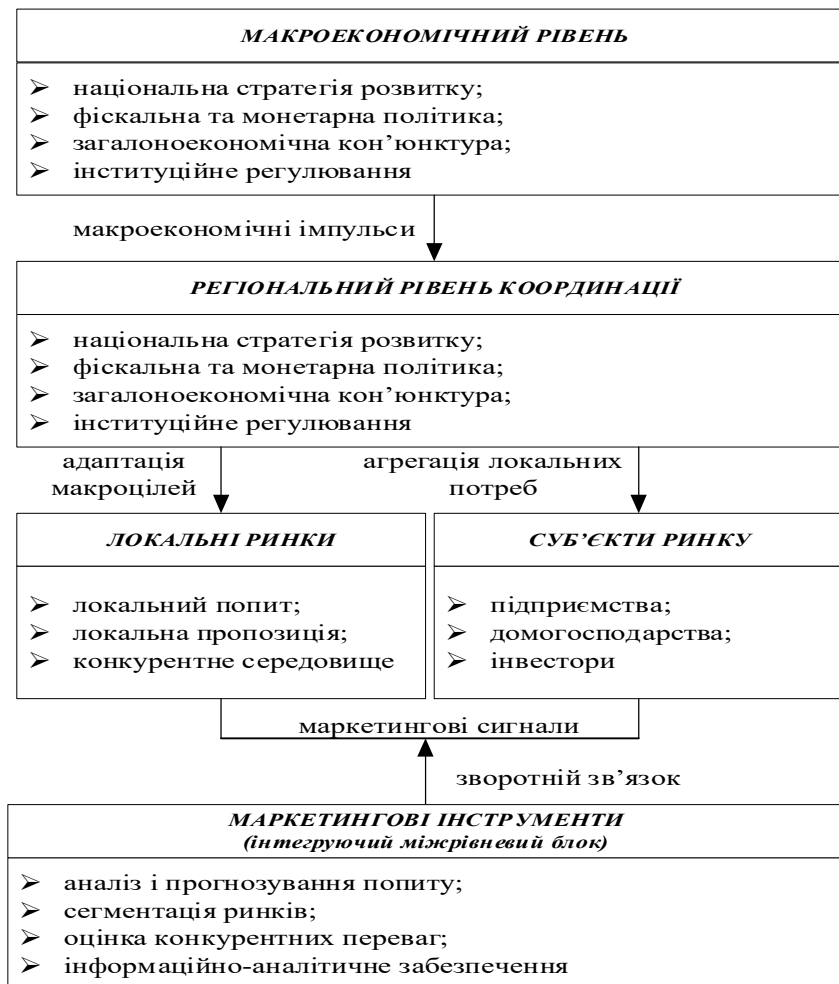 МАКРОЕКОНОМІЧНИЙ РІВЕНЬ
➢ національна стратегія розвитку;
➢ фіскальна та монетарна політика;
➢ загалоноекономічна кон’юнктура;
➢ інституційне регулювання
макроекономічні імпульси
РЕГІОНАЛЬНИЙ РІВЕНЬ КООРДИНАЦІЇ
➢ національна стратегія розвитку;
➢ фіскальна та монетарна політика;
➢ загалоноекономічна кон’юнктура;
➢ інституційне регулювання
адаптація
макроцілей
агрегація локальних
потреб
ЛОКАЛЬНІ РИНКИ
➢ локальний попит;
➢ локальна пропозиція;
➢ конкурентне середовище
СУБ’ЄКТИ РИНКУ
➢ підприємства;
➢ домогосподарства;
➢ інвестори
маркетингові сигнали
зворотній зв’язок
МАРКЕТИНГОВІ ІНСТРУМЕНТИ
(інтегруючий міжрівневий блок)
➢ аналіз і прогнозування попиту;
➢ сегментація ринків;
➢ оцінка конкурентних переваг;
➢ інформаційно-аналітичне забезпечення